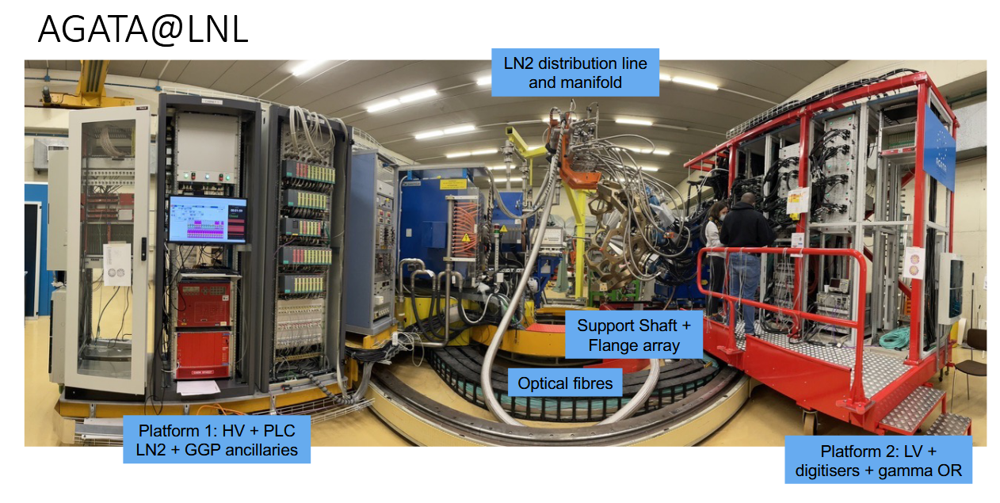 AGATA@LNL
LN2 distribution line
and manifold
Support Shaft +
Flange array
Optical fibres
Platform 1: HV + PLC
LN2 + GGP ancillaries
Platform 2: LV +
digitisers + gamma OR
AGATA